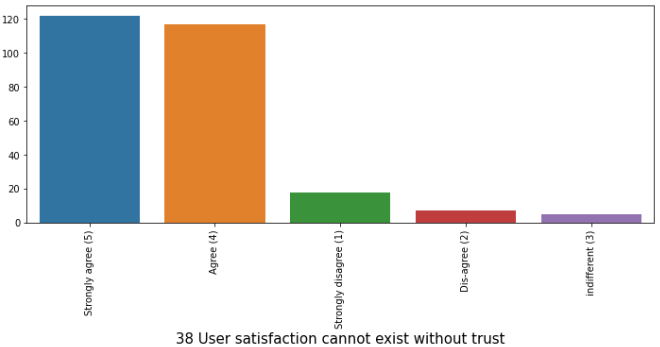 120
100
80
60
40
20
0
Strongly agree (5)
Agree (4)
Strongly disagree (1)
Dis-agree (2)
indifferent (3)
38 User satisfaction cannot exist without trust